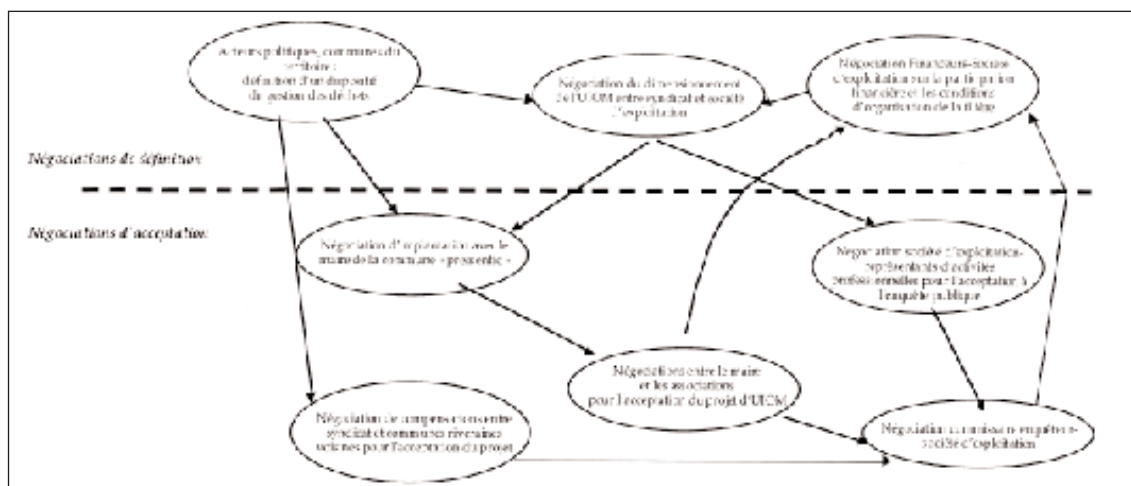 Acteurs politiques, communes du
territoire :
définition d'un dispositif
de gestion des déchets
Négociation du dimensionnement
de l'UIOM entre syndicat et société
d'exploitation
Négociation Financeurs-Société
d'exploitation sur la participation
financière et les conditions
d'organisation de la filière
Négociations de définition
Négociations d'acceptation
Négociation d'implantation avec le
maire de la commune « pressentie »
Négociation société d'exploitation-
représentants d'activités
professionnelles pour l'acceptation à
l'enquête publique
Négociations entre le maire
et les associations
pour l'acceptation du projet d'UIOM
Négociation de compensations entre
syndicat et communes riveraines
pour l'acceptation du projet
Négociation commissaire enquêteur-
société d'exploitation